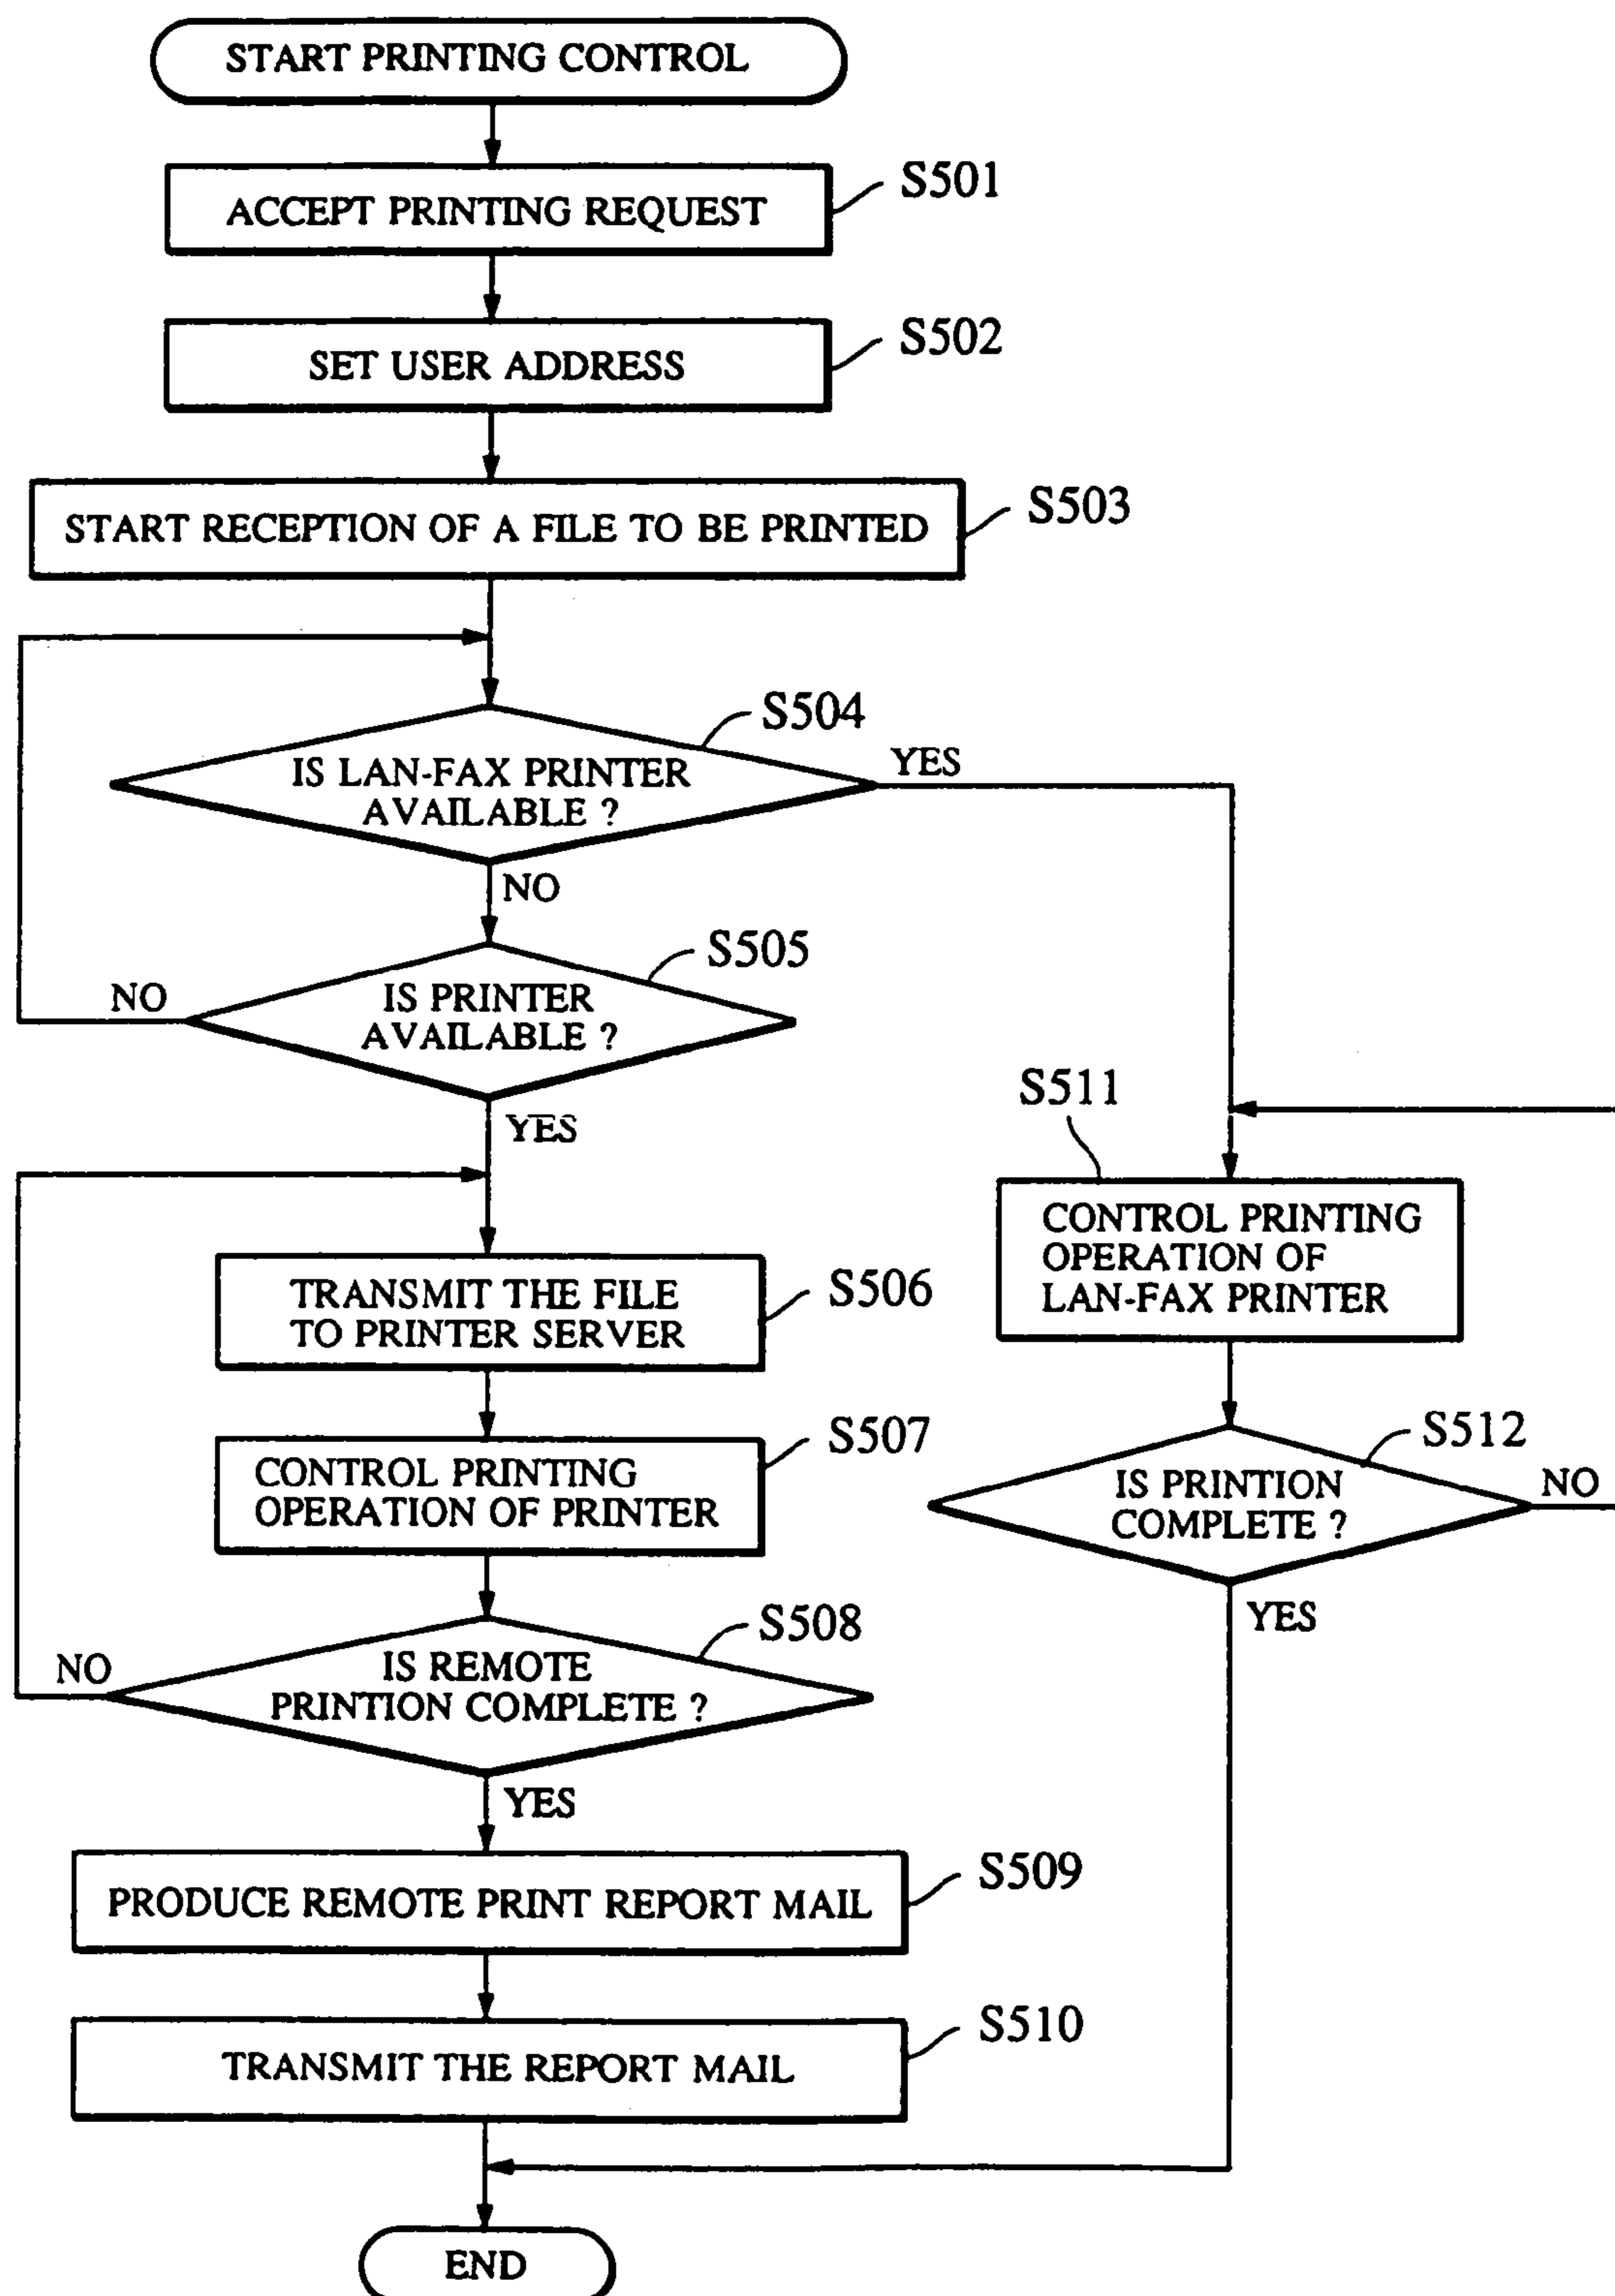 START PRINTING CONTROL
S501
ACCEPT PRINTING REQUEST
S502
SET USER ADDRESS
S503
START RECEPTION OF A FILE TO BE PRINTED
S504
IS LAN-FAX PRINTER
AVAILABLE ?
YES
NO
S505
IS PRINTER
AVAILABLE ?
NO
YES
S506
TRANSMIT THE FILE
TO PRINTER SERVER
S507
CONTROL PRINTING
OPERATION OF PRINTER
S508
IS REMOTE
PRINTION COMPLETE ?
NO
YES
S509
PRODUCE REMOTE PRINT REPORT MAIL
S510
TRANSMIT THE REPORT MAIL
S511
CONTROL PRINTING
OPERATION OF
LAN-FAX PRINTER
S512
IS PRINTION
COMPLETE ?
NO
YES
END